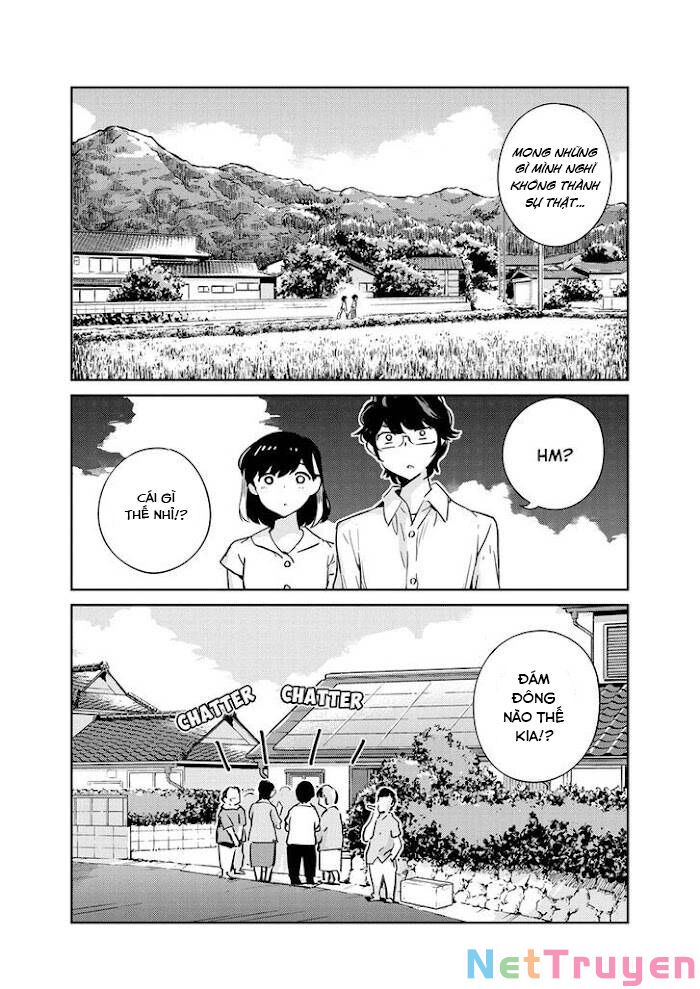 MONG NHỮNG
GÌ MÌNH NGHĨ
KHÔNG THÀNH
SỰ THẬT...
HM?
CÁI GÌ
THẾ NHỈ!?
ĐÁM
ĐÔNG
NÀO THẾ
KIA!?
CHATTER
CHATTER
NetTruyen